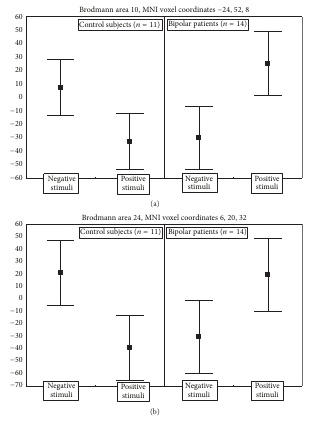 Brodmann area 10, MNI voxel coordinates −24, 52, 8
60
50
40
30
20
10
0
−10
−20
−30
−40
−50
−60
Control subjects (n = 11)
Bipolar patients (n = 14)
Negative
stimuli
Positive
stimuli
Negative
stimuli
Positive
stimuli
(a)
Brodmann area 24, MNI voxel coordinates 6, 20, 32
60
50
40
30
20
10
0
−10
−20
−30
−40
−50
−60
−70
Control subjects (n = 11)
Bipolar patients (n = 14)
Negative
stimuli
Positive
stimuli
Negative
stimuli
Positive
stimuli
(b)